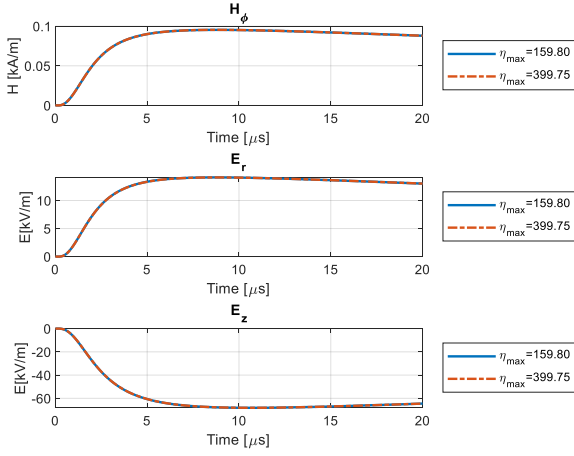 H_ϕ
H [kA/m]
0.1
0.05
0
0
5
10
15
20
Time [μs]
η_max=159.80
η_max=399.75
E_r
E[kV/m]
10
5
0
0
5
10
15
20
Time [μs]
η_max=159.80
η_max=399.75
E_z
E[kV/m]
0
-20
-40
-60
0
5
10
15
20
Time [μs]
η_max=159.80
η_max=399.75